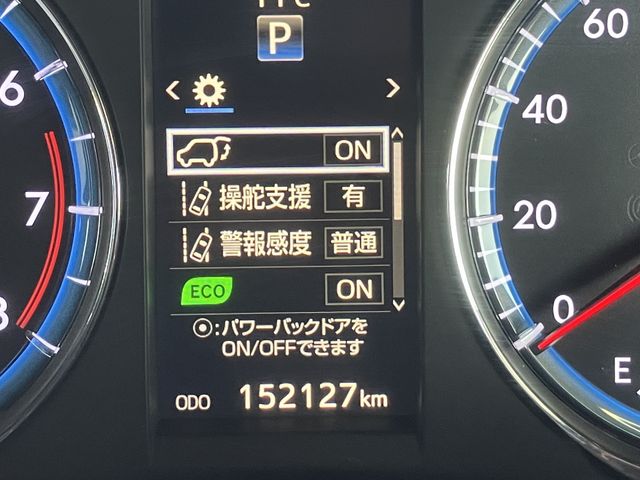 P
ON
操舵支援 有
警報感度 普通
ECO ON
⦿:パワーバックドアを
ON/OFFできます
ODO 152127km
6
7
8
60
40
20
0
E